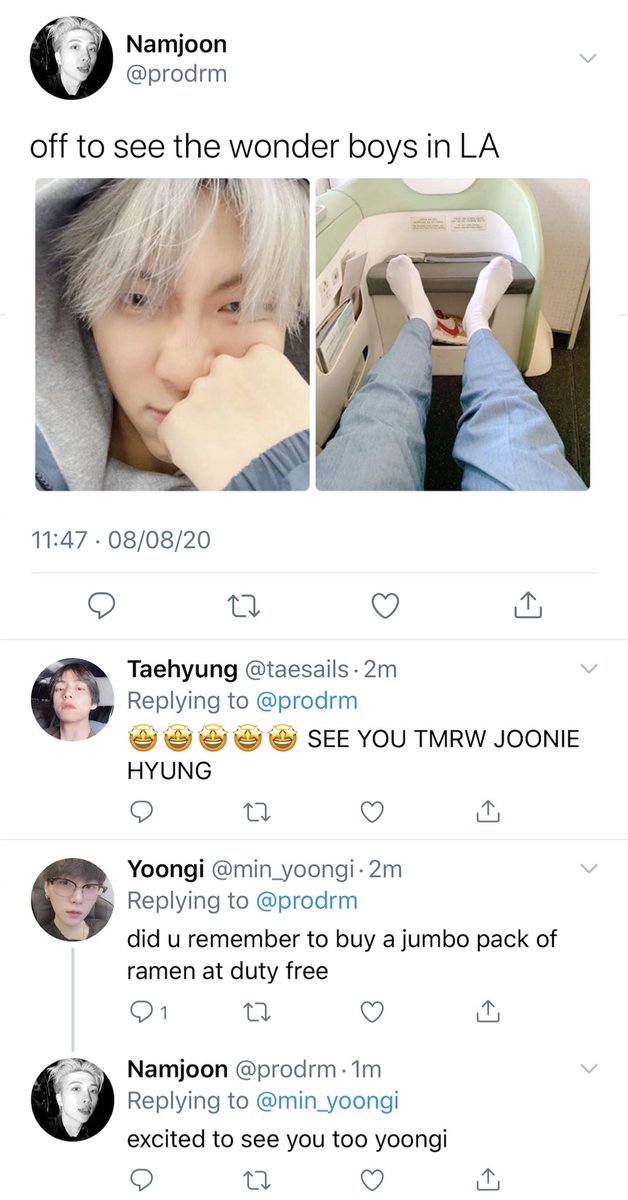 Namjoon
@prodrm
off to see the wonder boys in LA
11:47 · 08/08/20
Taehyung @taesails · 2m
Replying to @prodrm
🤩🤩🤩🤩🤩 SEE YOU TMRW JOONIE
HYUNG
Yoongi @min_yoongi · 2m
Replying to @prodrm
did u remember to buy a jumbo pack of
ramen at duty free
1
Namjoon @prodrm · 1m
Replying to @min_yoongi
excited to see you too yoongi